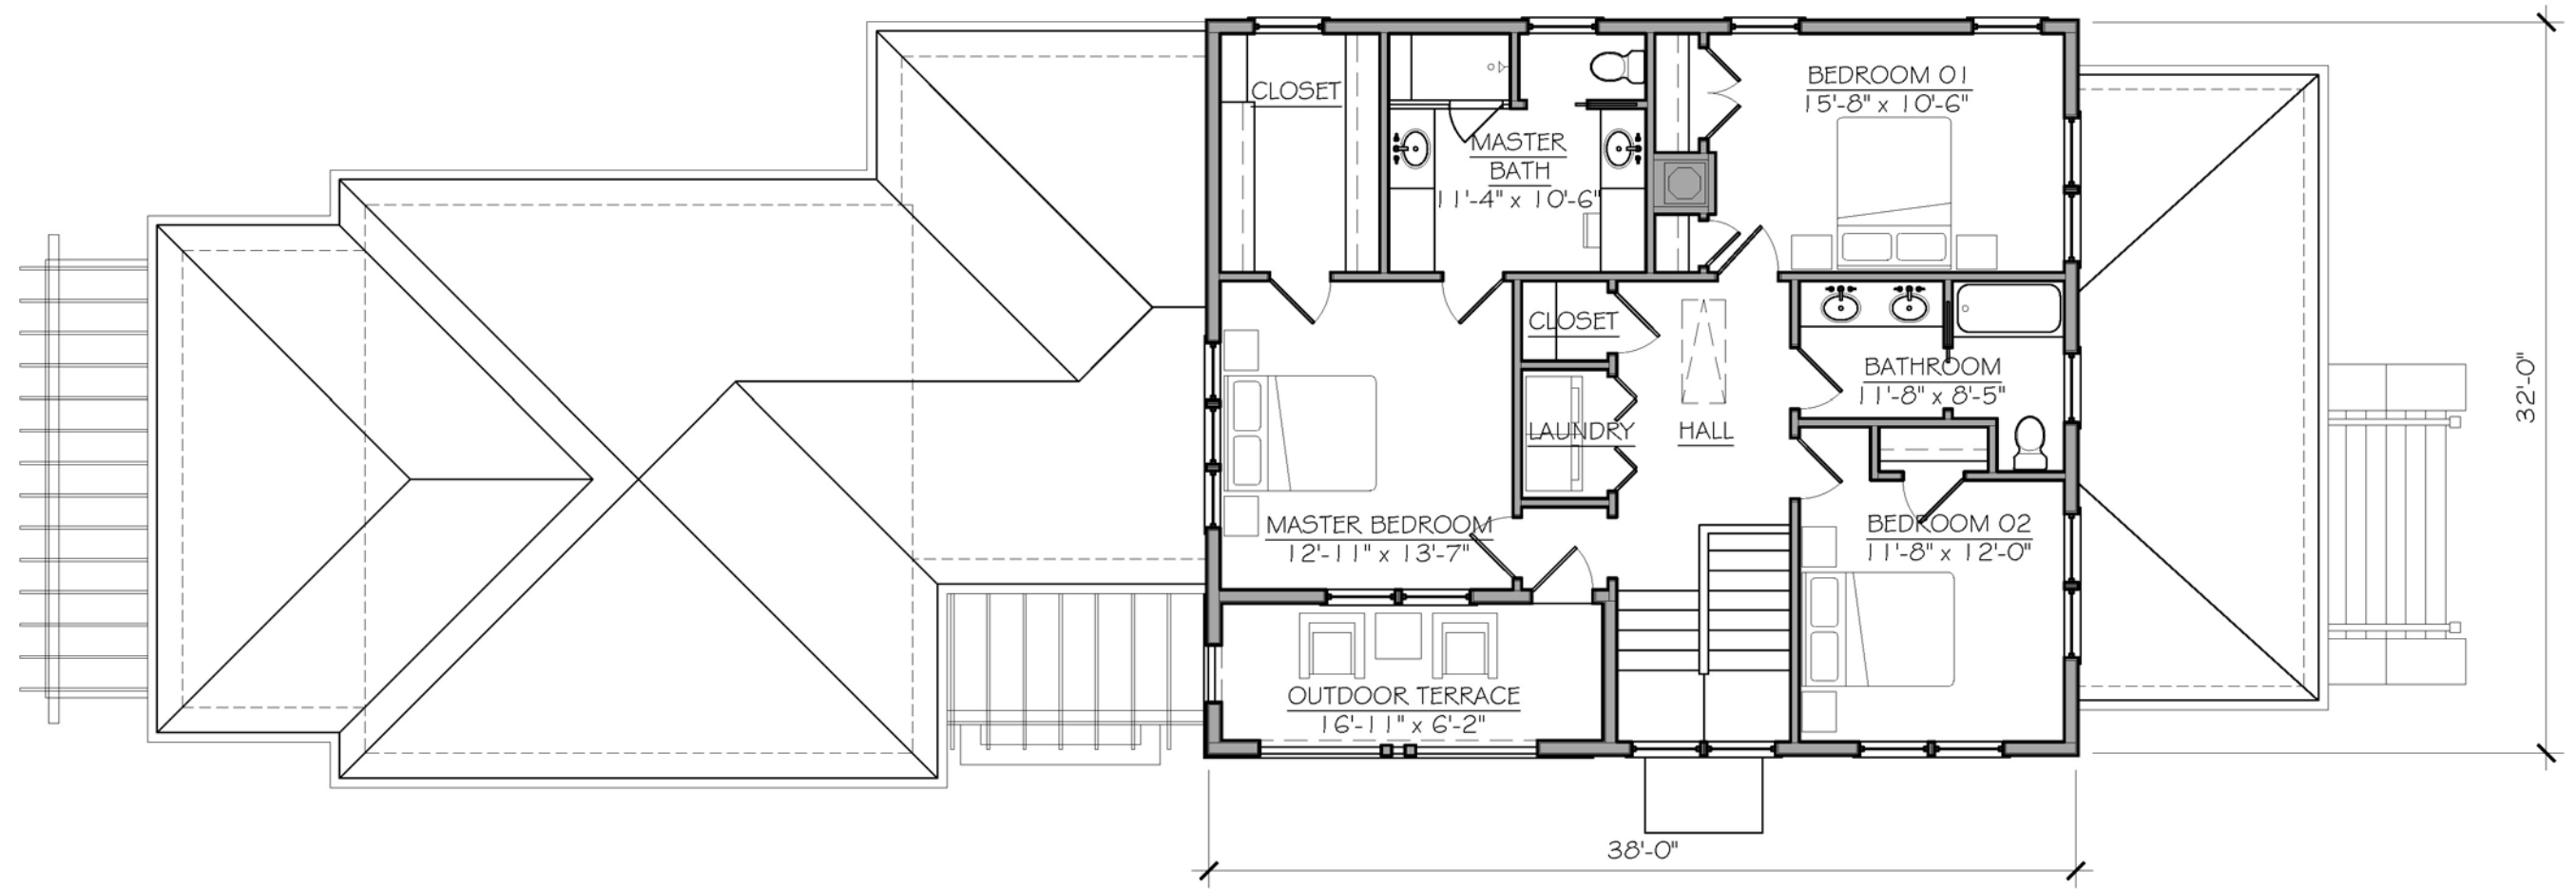 CLOSET
MASTER
BATH
11'-4" x 10'-6"
BEDROOM 01
15'-8" x 10'-6"
CLOSET
LAUNDRY
HALL
BATHROOM
11'-8" x 8'-5"
MASTER BEDROOM
12'-11" x 13'-7"
BEDROOM 02
11'-8" x 12'-0"
OUTDOOR TERRACE
16'-11" x 6'-2"
32'-0"
38'-0"